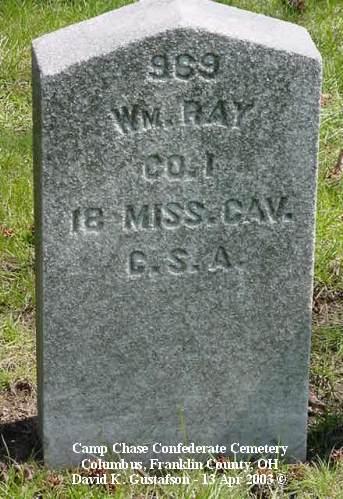 969
WM. RAY
CO. I
18 MISS. CAV.
C. S. A.
Camp Chase Confederate Cemetery
Columbus, Franklin County, OH
David K. Gustafson - 13 Apr 2003 ©